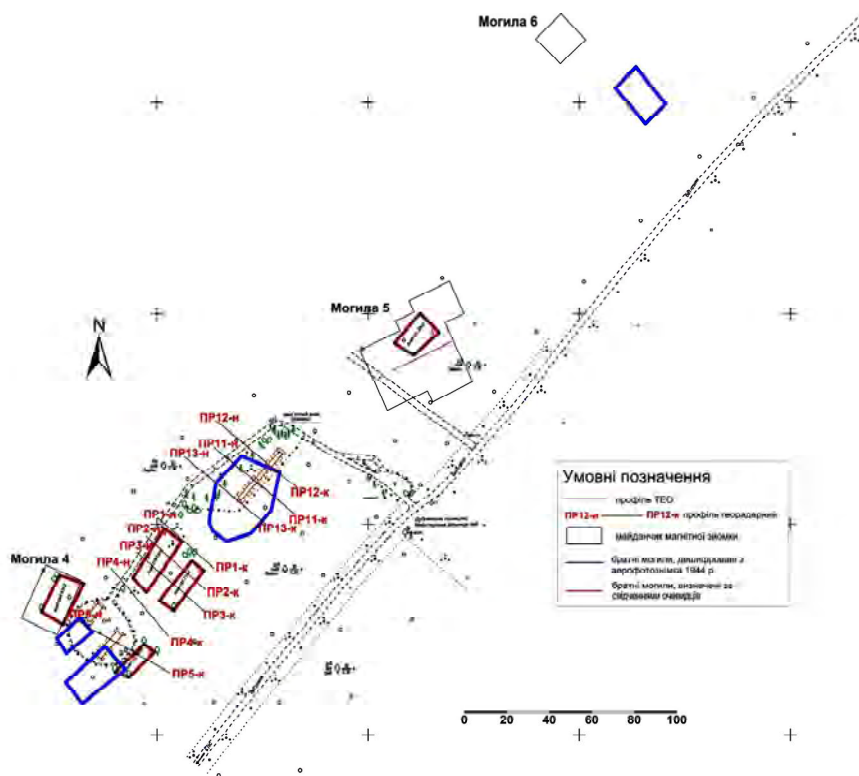 Могила 6
N
Могила 5
ПР12-н
ПР11-н
ПР13-н
ПР12-к
ПР11-к
ПР13-к
ПР1-н
ПР2-н
ПР3-н
ПР4-н
ПР1-к
ПР2-к
ПР3-к
Могила 4
ПР5-н
ПР4-к
ПР5-к
Умовні позначення
профіль ТЕО
ПР12-н ПР12-к профіль георадарний
майданчик магнітної зйомки
братні могили, дешифровані з
аерофотознімка 1944 р.
братні могили, визначені за
свідченнями очевидців
0 20 40 60 80 100